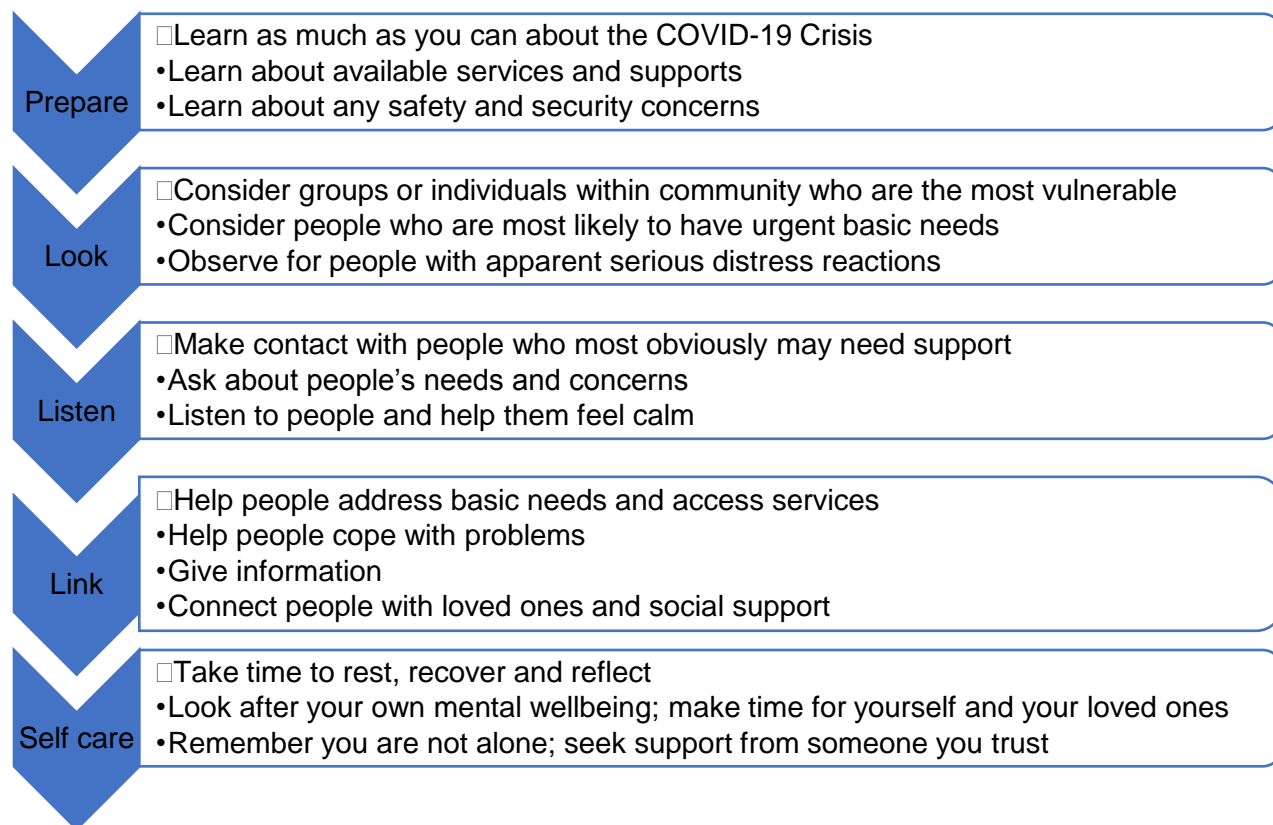 Prepare
□Learn as much as you can about the COVID-19 Crisis
•Learn about available services and supports
•Learn about any safety and security concerns
Look
□Consider groups or individuals within community who are the most vulnerable
•Consider people who are most likely to have urgent basic needs
•Observe for people with apparent serious distress reactions
Listen
□Make contact with people who most obviously may need support
•Ask about people’s needs and concerns
•Listen to people and help them feel calm
Link
□Help people address basic needs and access services
•Help people cope with problems
•Give information
•Connect people with loved ones and social support
Self care
□Take time to rest, recover and reflect
•Look after your own mental wellbeing; make time for yourself and your loved ones
•Remember you are not alone; seek support from someone you trust